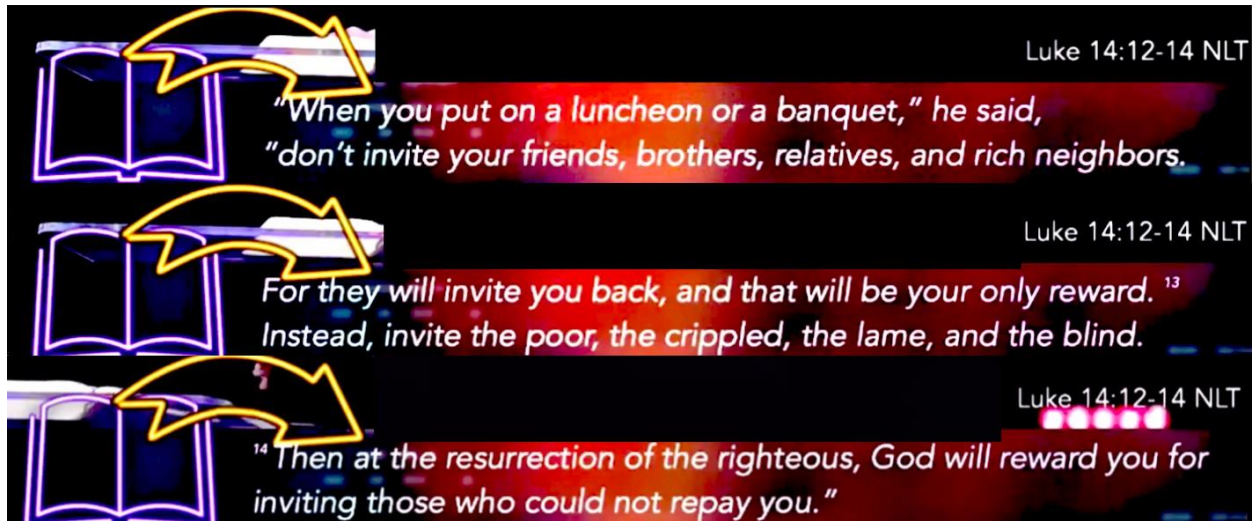 Luke 14:12-14 NLT
“When you put on a luncheon or a banquet,” he said,
“don’t invite your friends, brothers, relatives, and rich neighbors.
Luke 14:12-14 NLT
For they will invite you back, and that will be your only reward. 13
Instead, invite the poor, the crippled, the lame, and the blind.
Luke 14:12-14 NLT
14 Then at the resurrection of the righteous, God will reward you for
inviting those who could not repay you.”